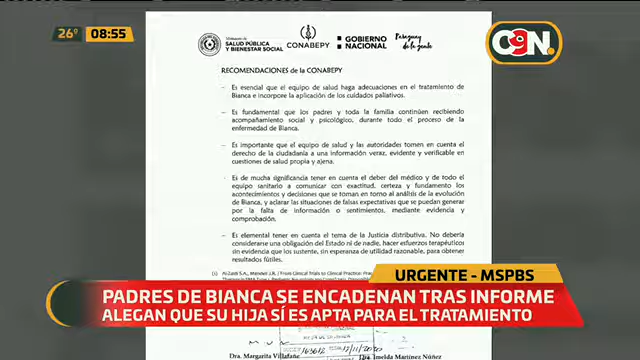 26° 08:55
Ministerio de
SALUD PÚBLICA
Y BIENESTAR SOCIAL
CONABEPY
GOBIERNO
NACIONAL
Paraguay
de la gente
C9N.
RECOMENDACIONES de la CONABEPY
- Es esencial que el equipo de salud haga adecuaciones en el tratamiento de
Bianca e incorpore la aplicación de los cuidados paliativos.
- Es fundamental que los padres y toda la familia continúen recibiendo
acompañamiento social y psicológico, durante todo el proceso de la
enfermedad de Bianca.
- Es importante que el equipo de salud y las autoridades tomen en cuenta el
derecho de la ciudadanía a una información veraz, evidente y verificable en
cuestiones de salud propia y ajena.
- Es de mucha significancia tener en cuenta el deber del médico y de todo el
equipo sanitario a comunicar con exactitud, certeza y fundamento los
acontecimientos y decisiones que se toman en torno al análisis de la evolución
de Bianca, y aclarar las situaciones de falsas expectativas que se puedan generar
por la falta de información o sentimientos, mediante evidencia y
comprobación.
- Es elemental tener en cuenta el tema de la Justicia distributiva. No debería
considerarse una obligación del Estado ni de nadie, hacer esfuerzos terapéuticos
sin evidencia que los sustente, sin esperanza de utilidad razonable, para obtener
resultados fútiles.
From Clinical Trials to Clinical Practice:
URGENTE - MSPBS
PADRES DE BIANCA SE ENCADENAN TRAS INFORME
ALEGAN QUE SU HIJA SÍ ES APTA PARA EL TRATAMIENTO
12/11/2020
Dra. Margarita Villafañe
Dra. Imelda Martínez Núñez